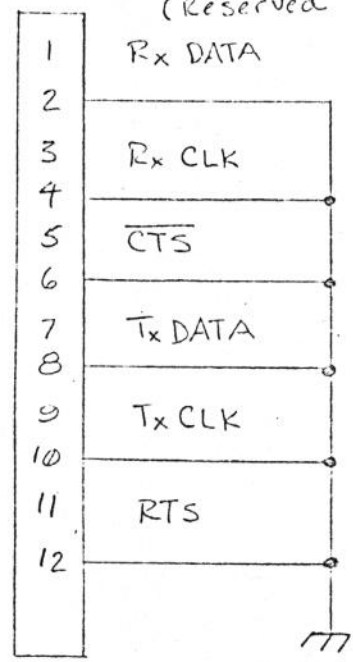 (Reserved
1 Rx DATA
2
3 Rx CLK
4
5 C̅T̅S̅
6
7 Tx DATA
8
9 Tx CLK
10
11 RTS
12